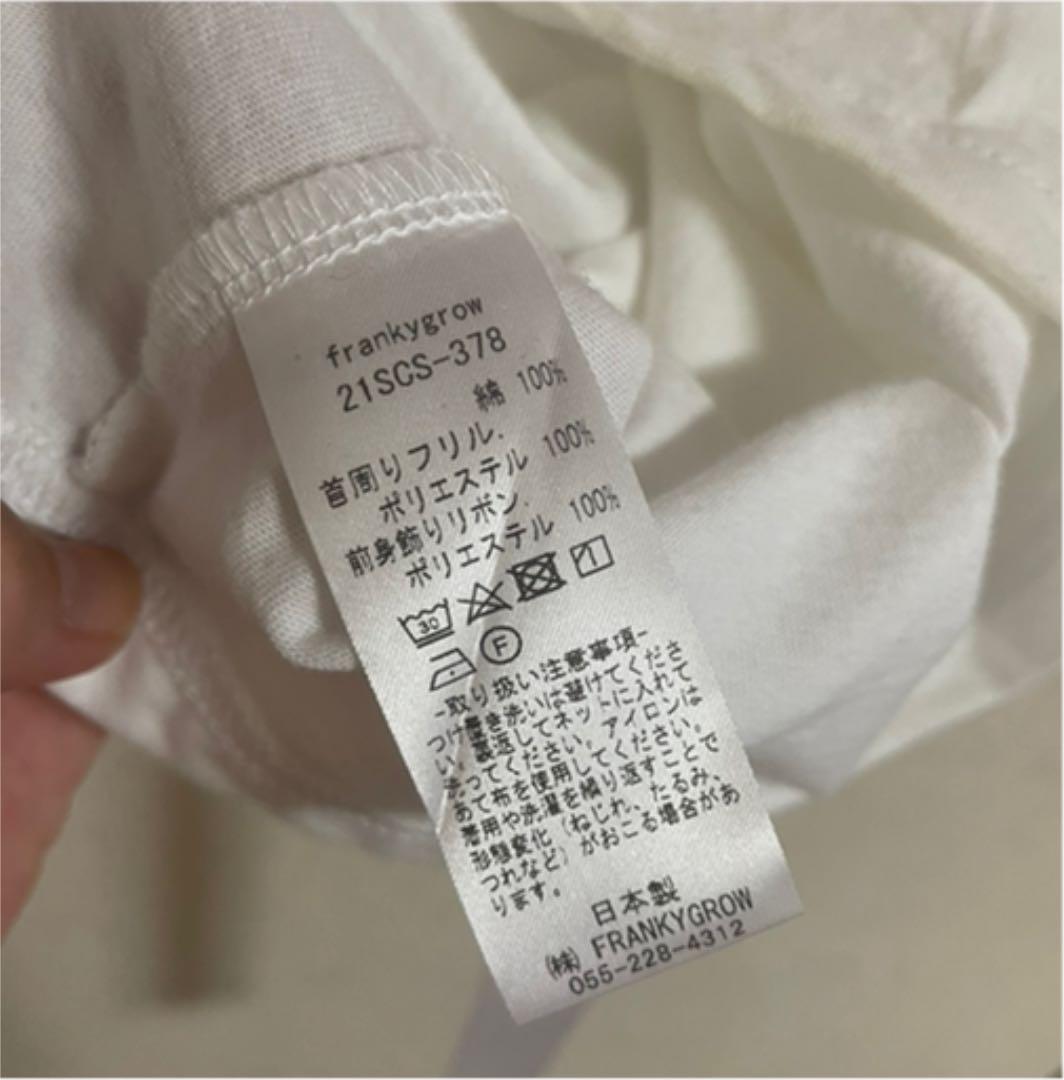 frankygrow
21SCS-378
綿 100%
首周りフリル.
ポリエステル 100%
前身飾りリボン.
ポリエステル 100%
30
F
-取り扱い注意事項-
つけ置き洗いは避けてくださ
い。裏返してネットに入れて
洗ってください。アイロンは
あて布を使用してください。
着用や洗濯を繰り返すことで
形態変化(ねじれ、たるみ、
つれなど)がおこる場合があ
ります。
日本製
(株) FRANKYGROW
055-228-4312